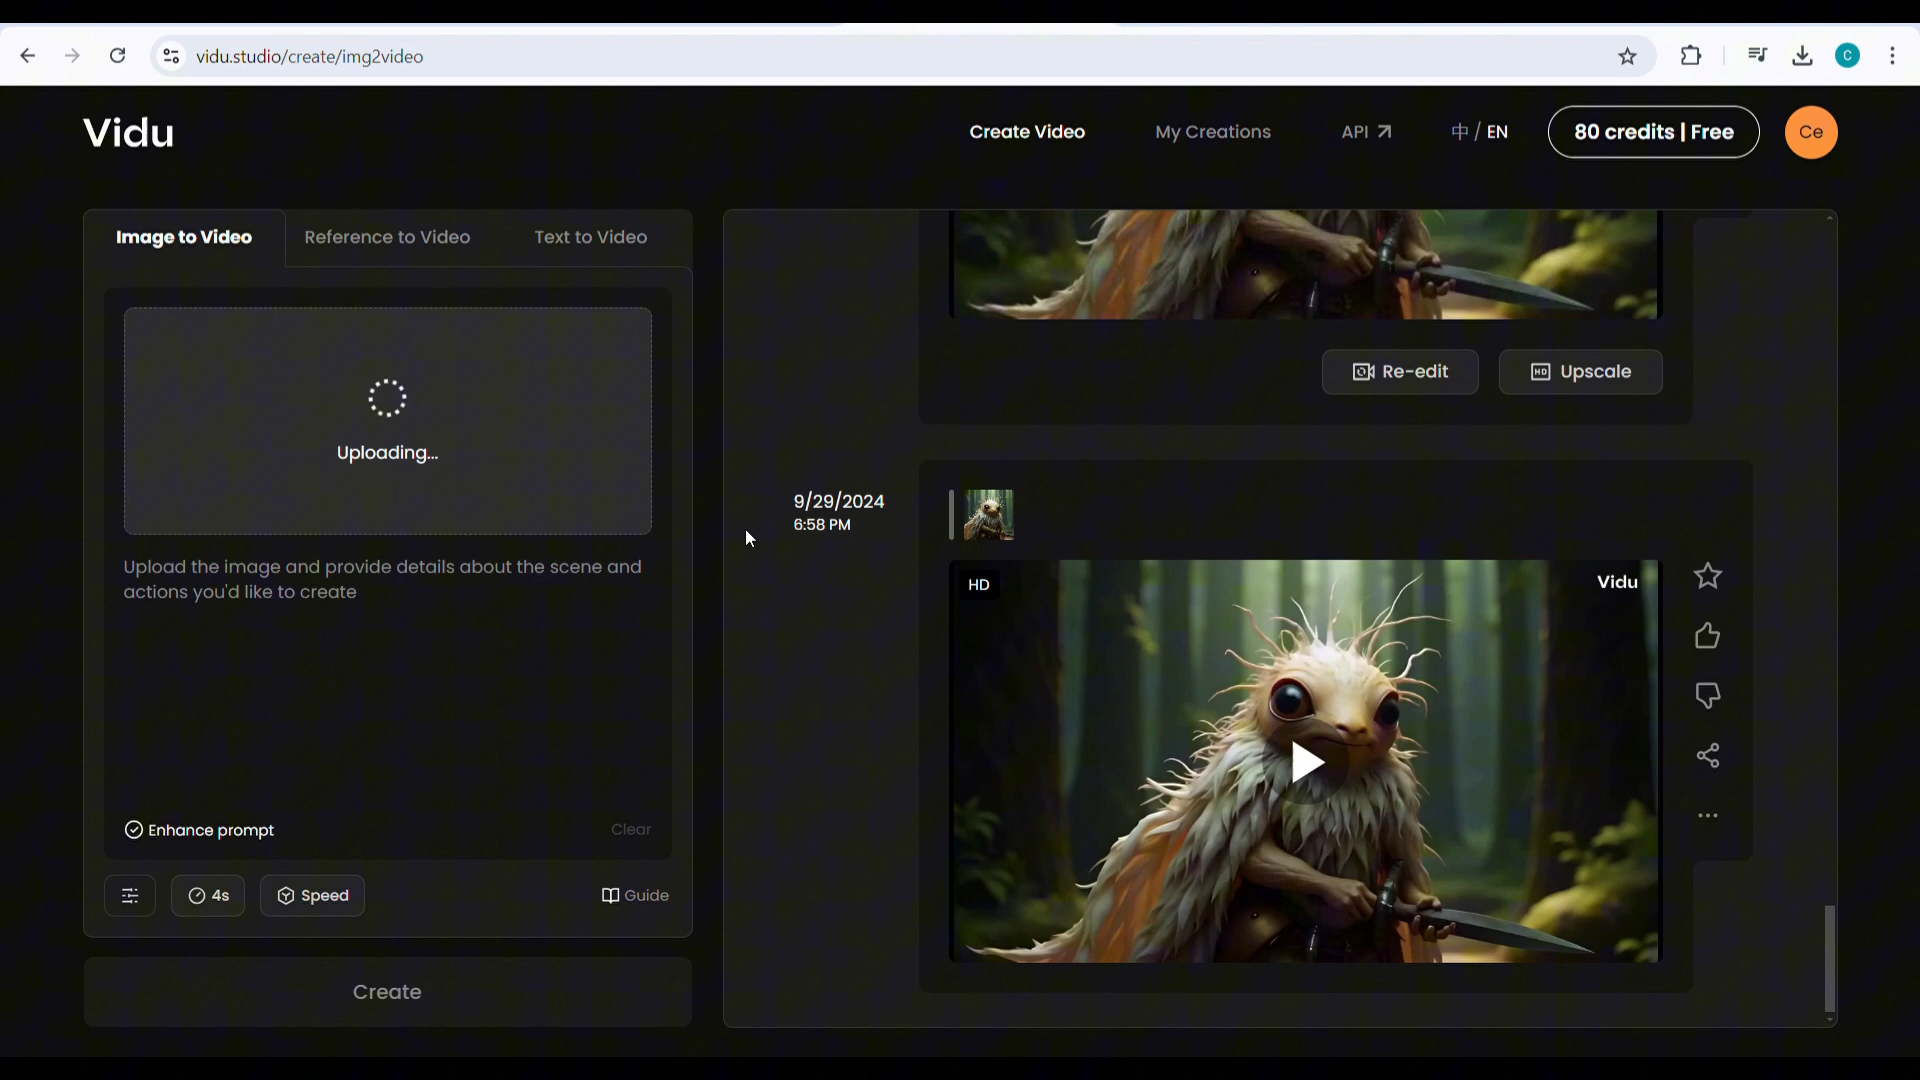 vidu.studio/create/img2video
C
Vidu
Create Video
My Creations
API
中 / EN
80 credits | Free
Ce
Image to Video
Reference to Video
Text to Video
Uploading...
Upload the image and provide details about the scene and
actions you'd like to create
Enhance prompt
Clear
4s
Speed
Guide
Create
Re-edit
HD
Upscale
9/29/2024
6:58 PM
HD
Vidu